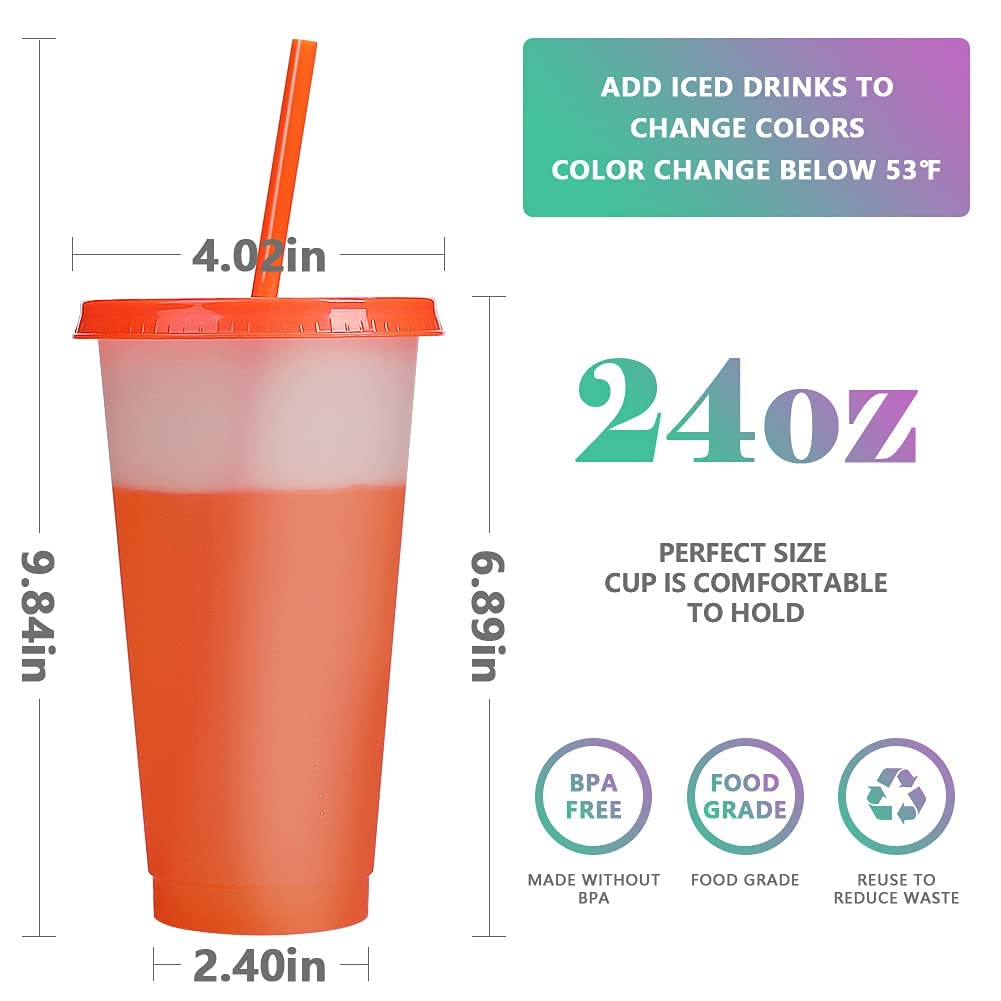 ADD ICED DRINKS TO
CHANGE COLORS
COLOR CHANGE BELOW 53°F
4.02in
9.84in
6.89in
2.40in
24oz
PERFECT SIZE
CUP IS COMFORTABLE
TO HOLD
BPA
FREE
MADE WITHOUT
BPA
FOOD
GRADE
FOOD GRADE
REUSE TO
REDUCE WASTE